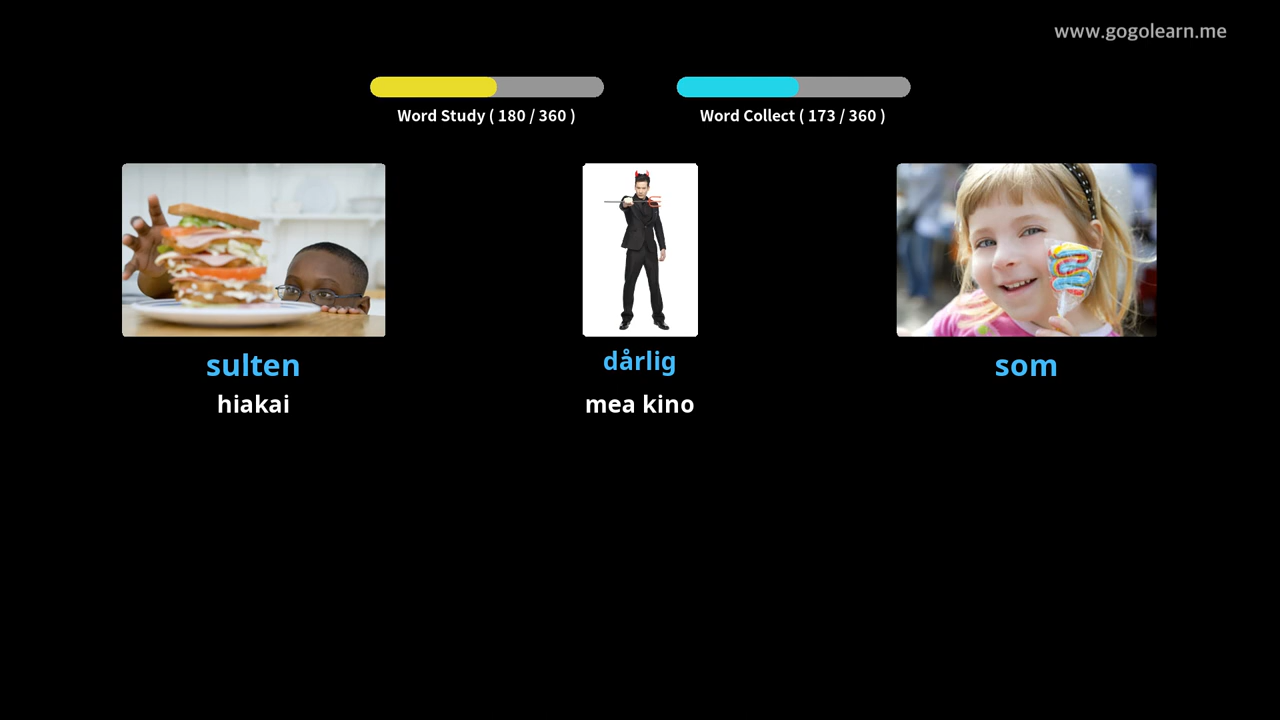 www.gogolearn.me
Word Study ( 180 / 360 )
Word Collect ( 173 / 360 )
sulten
dårlig
som
hiakai
mea kino